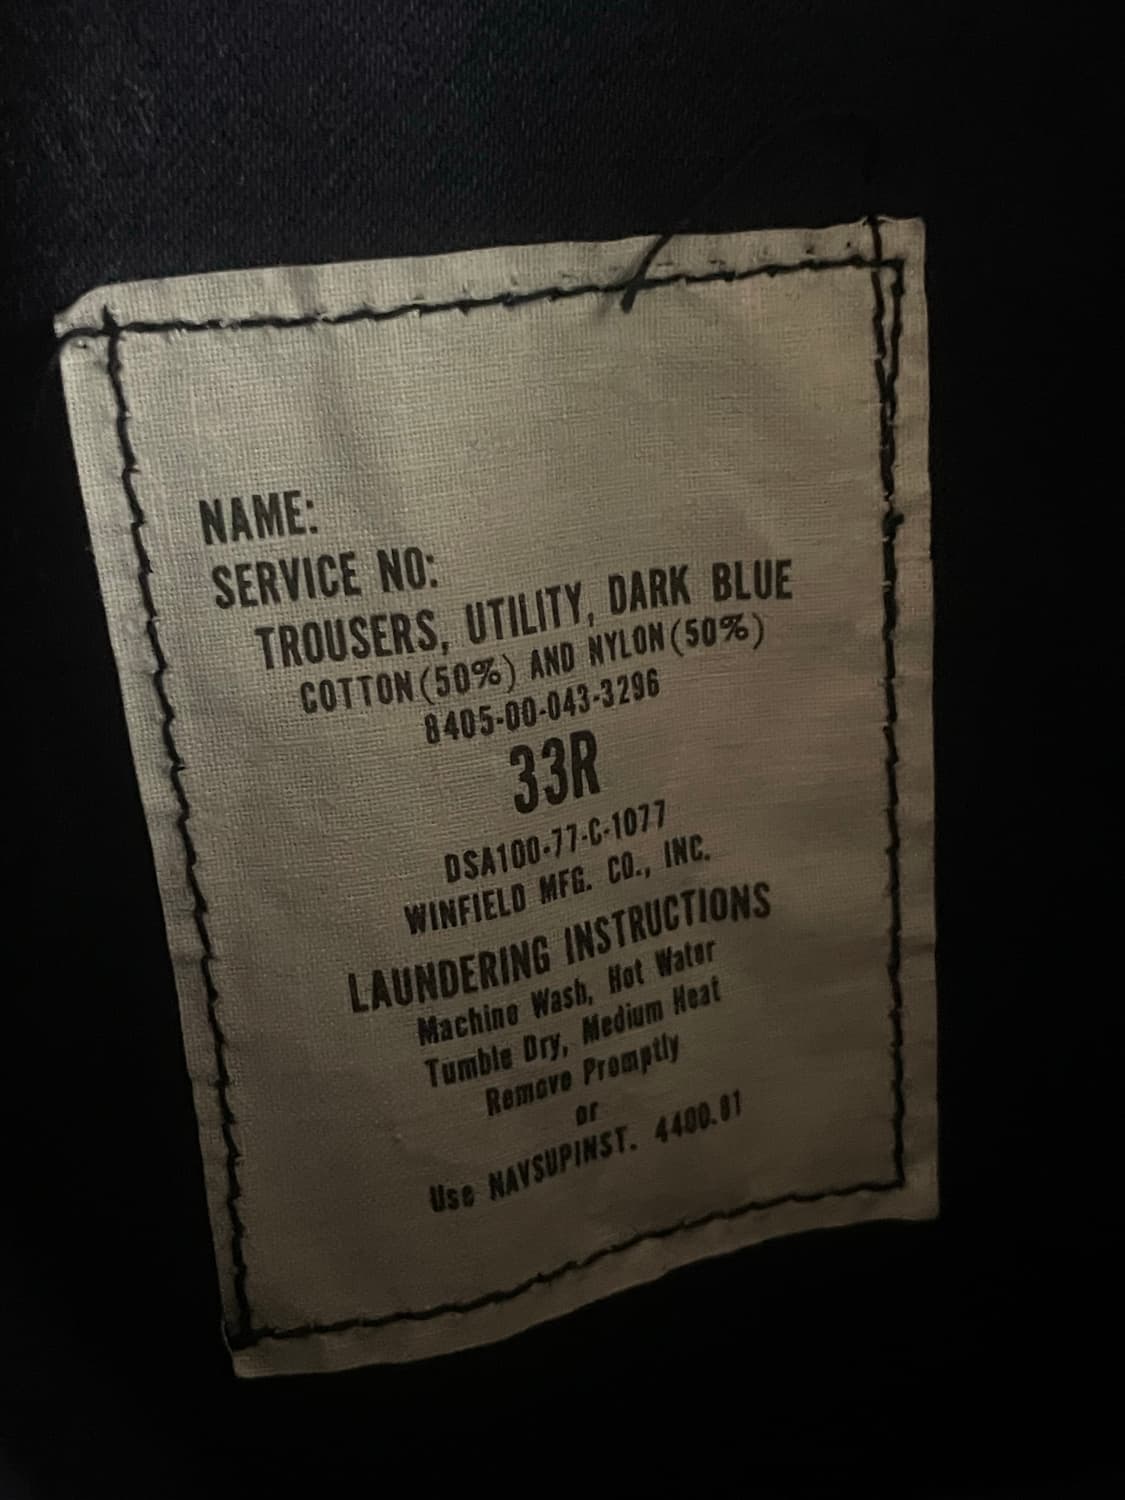 NAME:
SERVICE NO:
TROUSERS, UTILITY, DARK BLUE
COTTON (50%) AND NYLON (50%)
8405-00-043-3296
33R
DSA100-77-C-1077
WINFIELD MFG. CO., INC.
LAUNDERING INSTRUCTIONS
Machine Wash, Hot Water
Tumble Dry, Medium Heat
Remove Promptly
or
Use NAVSUPINST. 4400.81